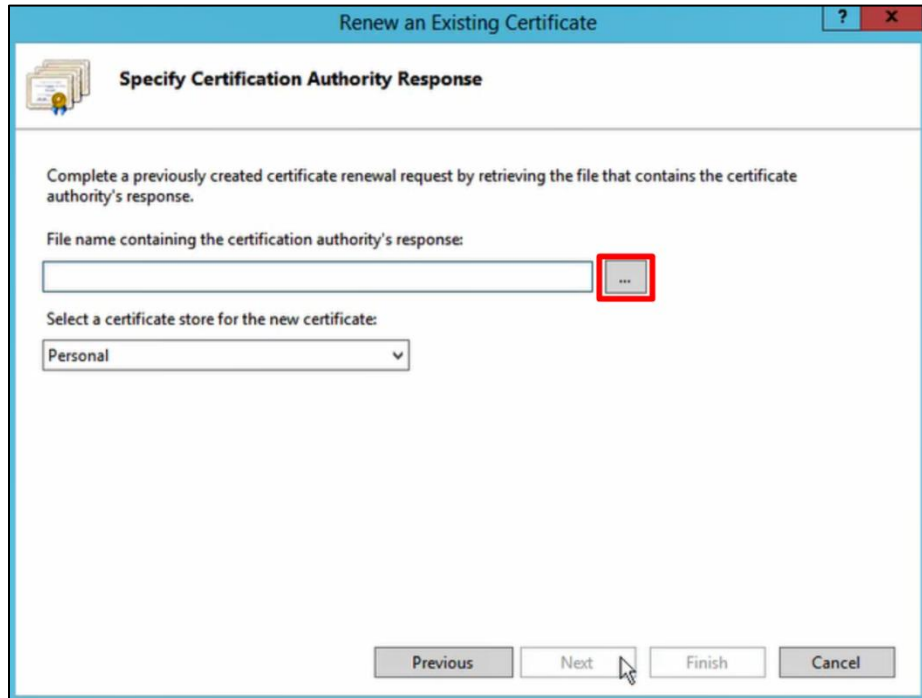 Renew an Existing Certificate
? x
Specify Certification Authority Response
Complete a previously created certificate renewal request by retrieving the file that contains the certificate
authority's response.
File name containing the certification authority's response:
...
Select a certificate store for the new certificate:
Personal
Previous Next Finish Cancel